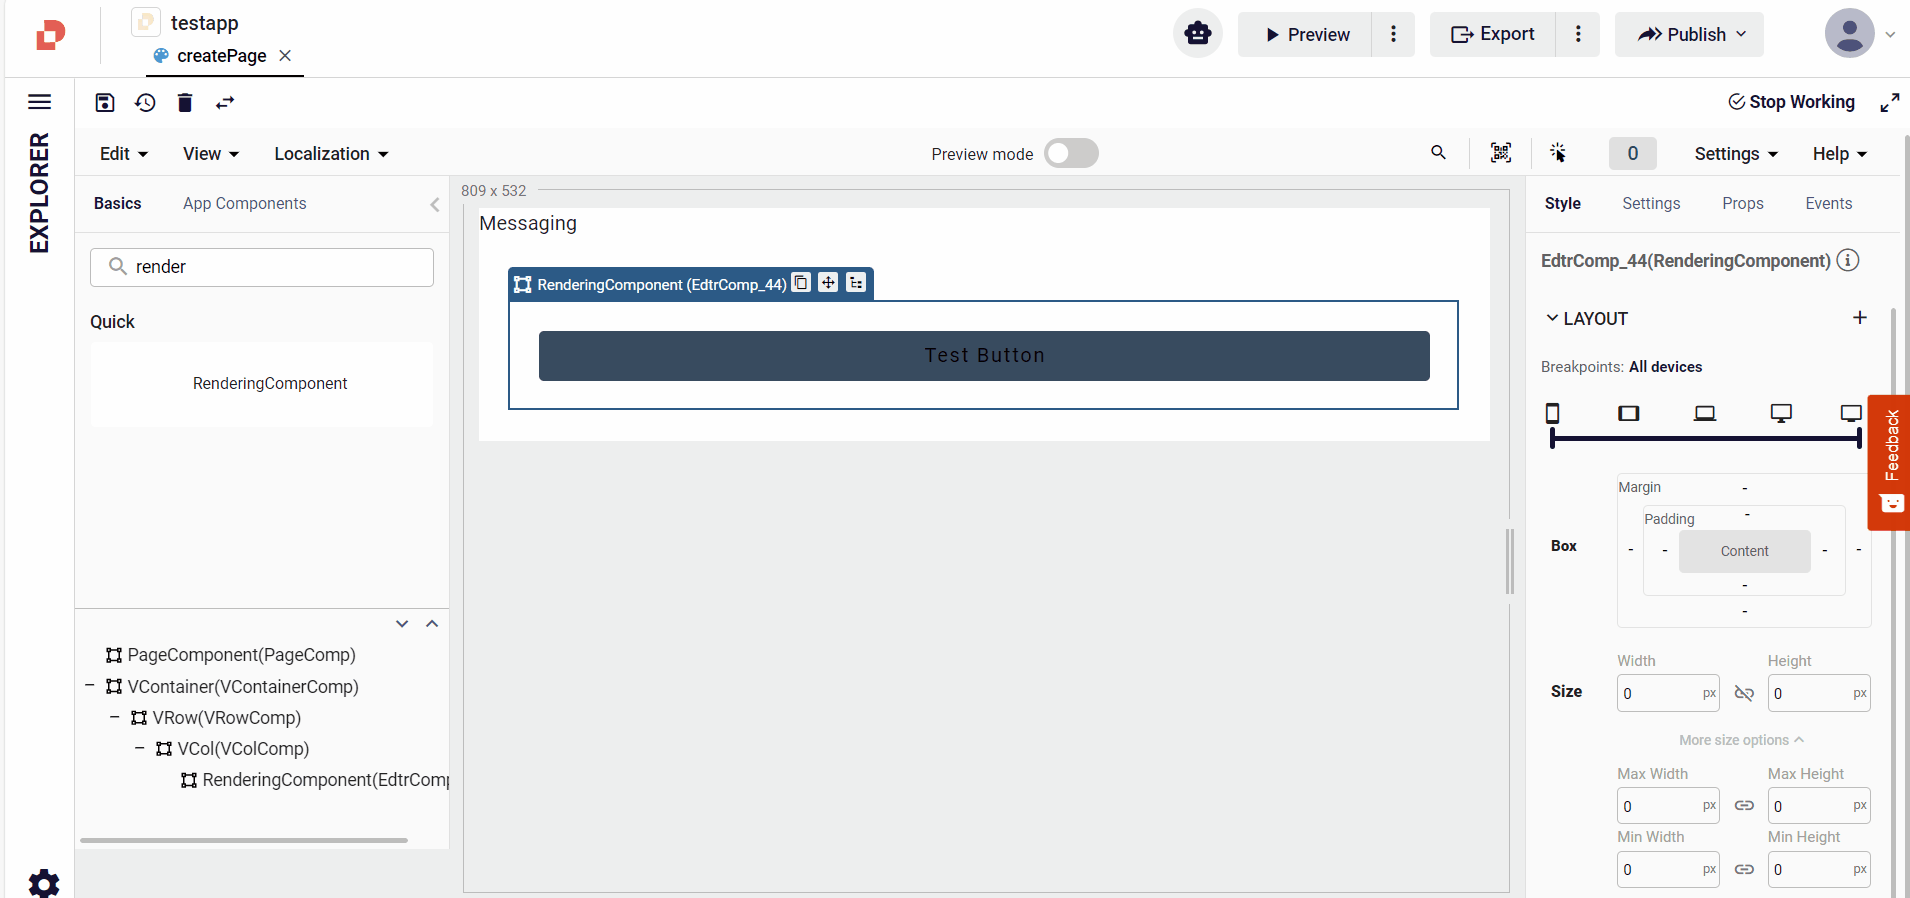 testapp
createPage
Preview
Export
Publish
EXPLORER
Stop Working
Edit
View
Localization
Preview mode
0
Settings
Help
Basics
App Components
render
Quick
RenderingComponent
PageComponent(PageComp)
VContainer(VContainerComp)
VRow(VRowComp)
VCol(VColComp)
RenderingComponent(EdtrComp
809 x 532
Messaging
RenderingComponent (EdtrComp_44)
Test Button
Style
Settings
Props
Events
EdtrComp_44(RenderingComponent)
LAYOUT
Breakpoints: All devices
Feedback
Margin
-
Padding
-
Box
-
-
Content
-
-
-
-
Width
Height
Size
0 px
0 px
More size options
Max Width
Max Height
0 px
0 px
Min Width
Min Height
0 px
0 px